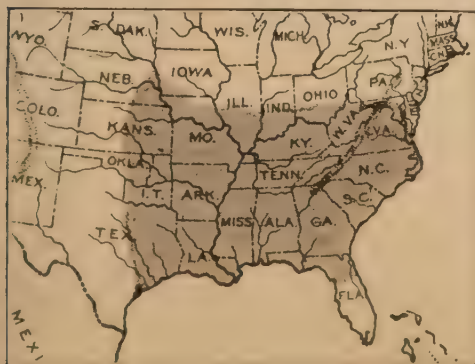 S. DAK.
WIS.
MICH.
N.Y
N.H.
MASS
WYO.
NEB.
IOWA
PA.
COLO.
ILL.
IND.
OHIO
W.VA.
VA.
KANS.
MO.
KY.
OKLA.
TENN.
N.C.
MEX.
I.T.
ARK.
S.C.
TEX.
MISS
ALA.
GA.
LA.
FLA.
MEXI